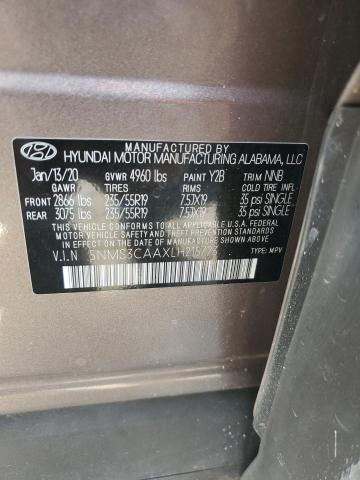 MANUFACTURED BY
HYUNDAI MOTOR MANUFACTURING ALABAMA, LLC
Jan/13/20 GVWR 4960 lbs PAINT Y2B TRIM NNB
GAWR TIRES RIMS COLD TIRE INFL.
FRONT 2866 lbs 235/55R19 7.5JX19 35 psi SINGLE
REAR 3075 lbs 235/55R19 7.5JX19 35 psi SINGLE
THIS VEHICLE CONFORMS TO ALL APPLICABLE U.S. FEDERAL
MOTOR VEHICLE SAFETY AND THEFT PREVENTION STANDARDS IN
EFFECT ON THE DATE OF MANUFACTURE SHOWN ABOVE.
V.I.N 5NMS3CAAXLH215723 TYPE: MPV